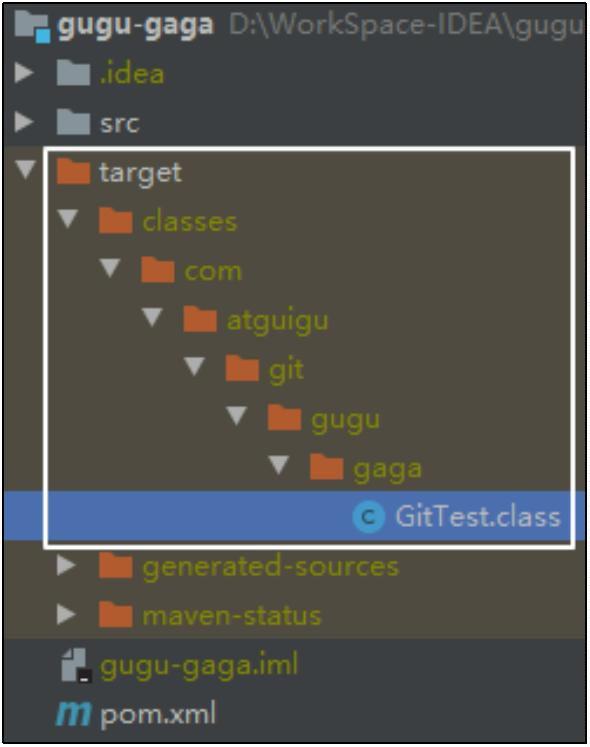 gugu-gaga D:\WorkSpace-IDEA\gugu
.idea
src
target
classes
com
atguigu
git
gugu
gaga
C GitTest.class
generated-sources
maven-status
gugu-gaga.iml
m pom.xml